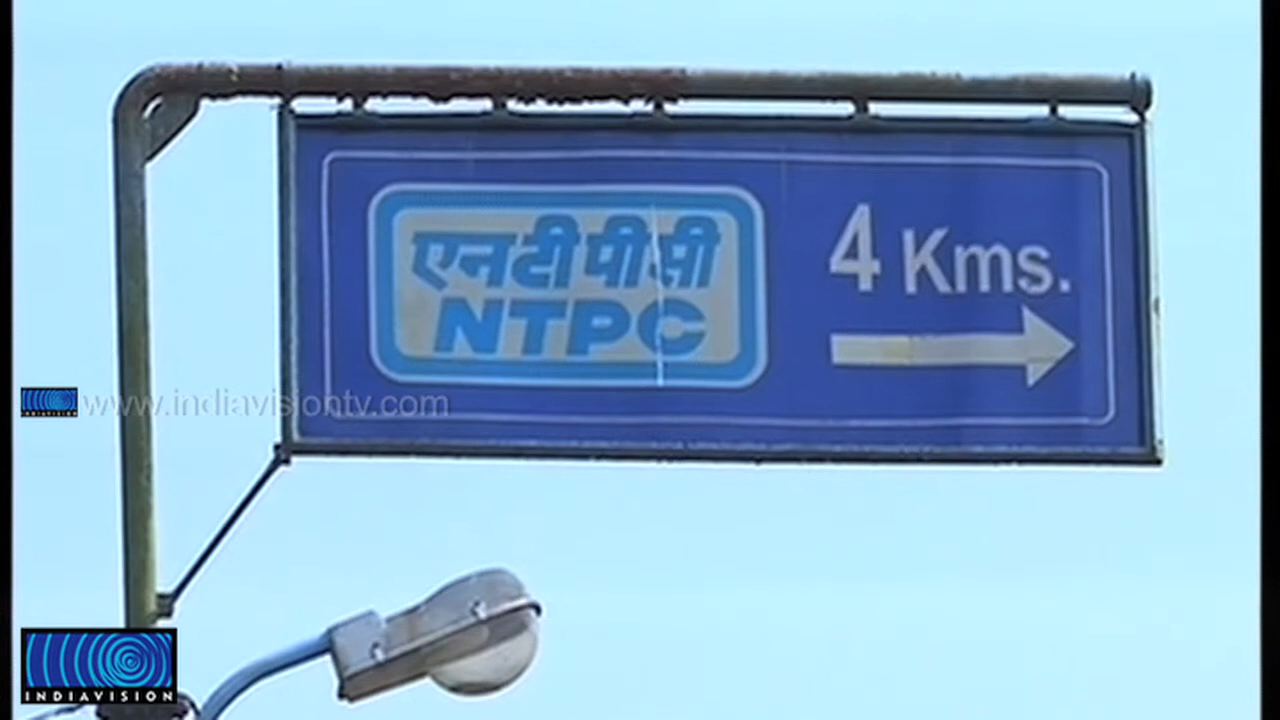 एनटीपीसी
NTPC
4 Kms.
www.indiavisiontv.com
INDIAVISION